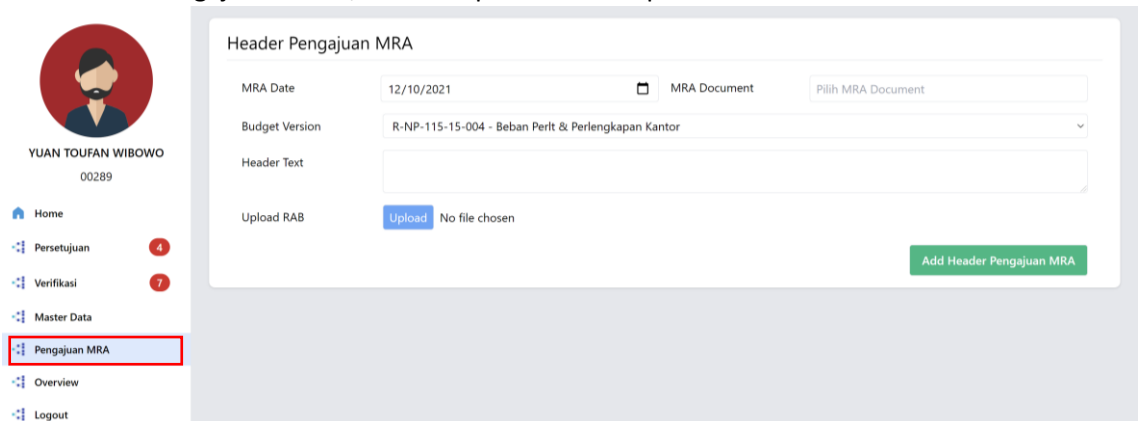 YUAN TOUFAN WIBOWO
00289
Home
Persetujuan 4
Verifikasi 7
Master Data
Pengajuan MRA
Overview
Logout
Header Pengajuan MRA
MRA Date 12/10/2021 MRA Document Pilih MRA Document
Budget Version R-NP-115-15-004 - Beban Perlt & Perlengkapan Kantor
Header Text
Upload RAB Upload No file chosen
Add Header Pengajuan MRA